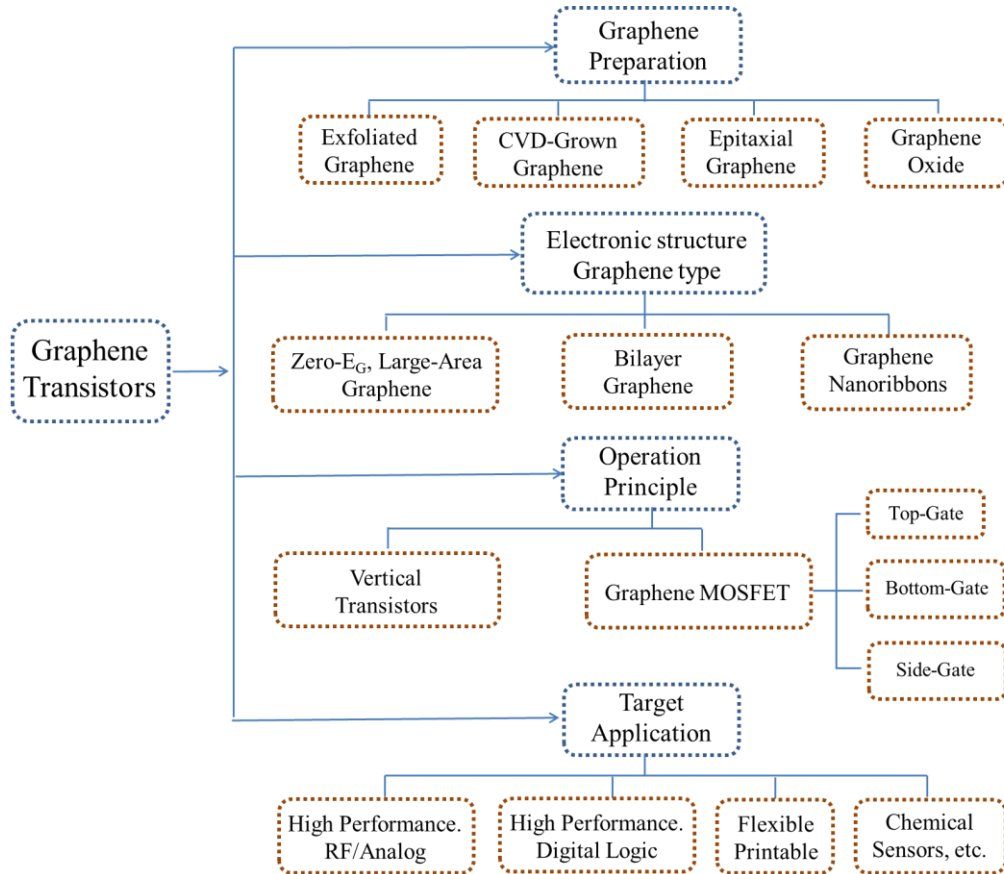 Graphene
Preparation
Exfoliated
Graphene
CVD-Grown
Graphene
Epitaxial
Graphene
Graphene
Oxide
Electronic structure
Graphene type
Zero-EG, Large-Area
Graphene
Bilayer
Graphene
Graphene
Nanoribbons
Graphene
Transistors
Operation
Principle
Vertical
Transistors
Graphene MOSFET
Top-Gate
Bottom-Gate
Side-Gate
Target
Application
High Performance.
RF/Analog
High Performance.
Digital Logic
Flexible
Printable
Chemical
Sensors, etc.